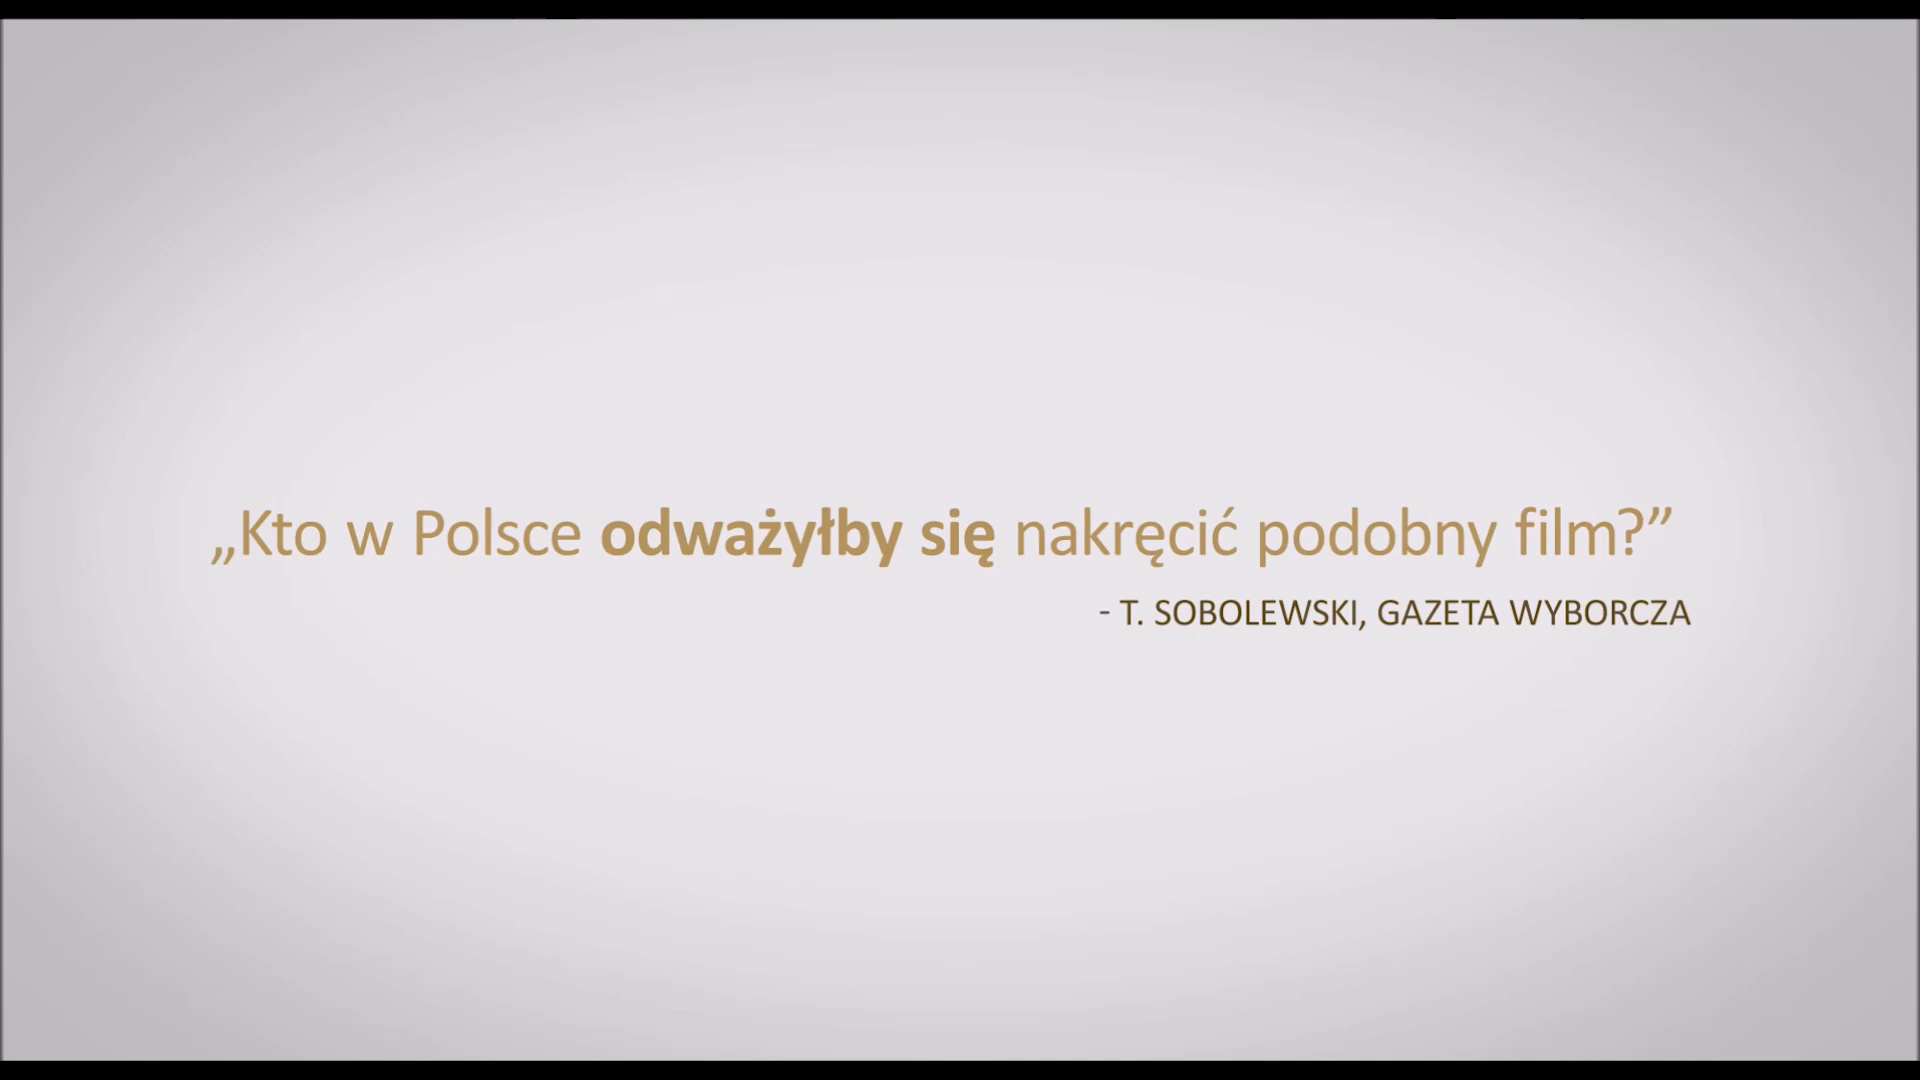 „Kto w Polsce odważyłby się nakręcić podobny film?”
- T. SOBOLEWSKI, GAZETA WYBORCZA